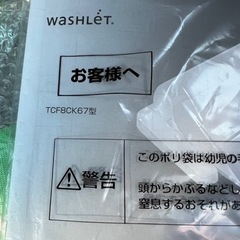 WASHLET.
お客様へ
TCF8CK67型
このポリ袋は幼児の
警告
頭からかぶるなどし
窒息するおそれがあ